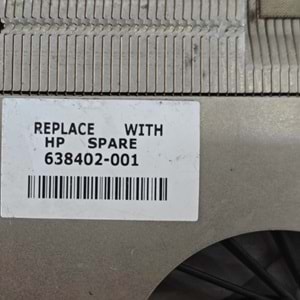 REPLACE WITH
HP SPARE
638402-001